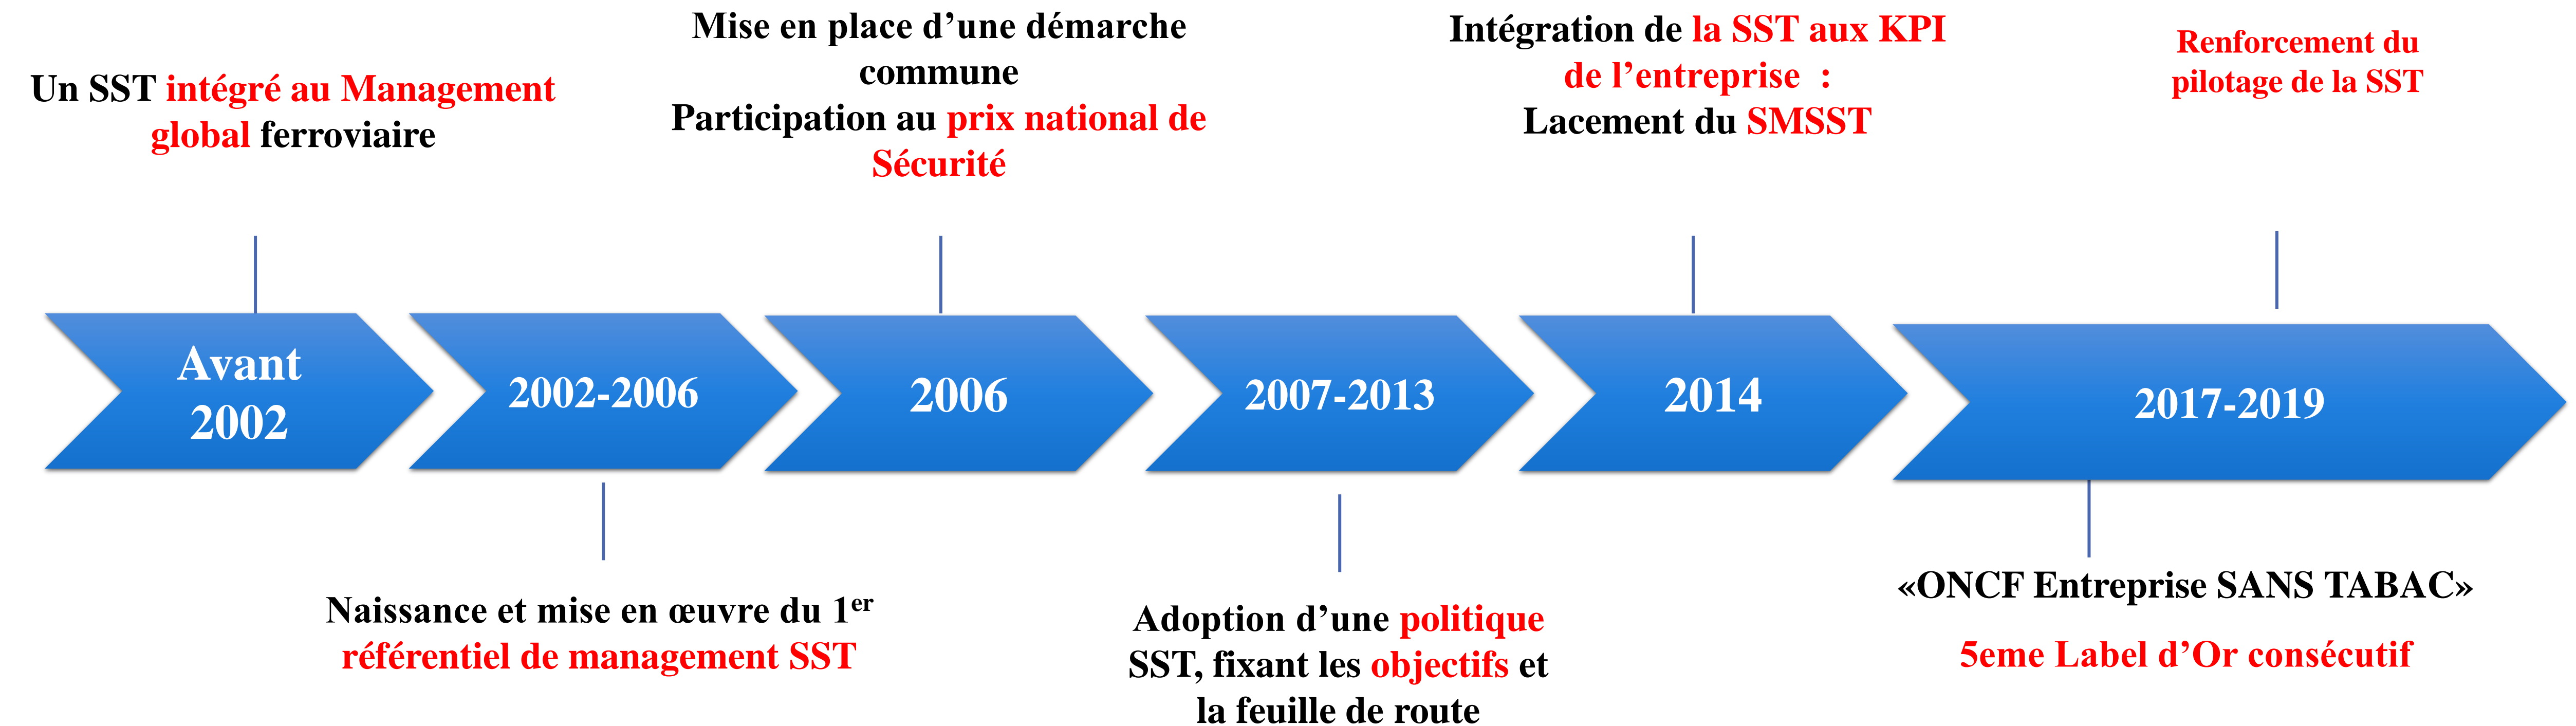 Un SST intégré au Management
global ferroviaire
Mise en place d’une démarche
commune
Participation au prix national de
Sécurité
Intégration de la SST aux KPI
de l’entreprise :
Lacement du SMSST
Renforcement du
pilotage de la SST
Avant
2002
2002-2006
2006
2007-2013
2014
2017-2019
Naissance et mise en œuvre du 1er
référentiel de management SST
Adoption d’une politique
SST, fixant les objectifs et
la feuille de route
«ONCF Entreprise SANS TABAC»
5eme Label d’Or consécutif